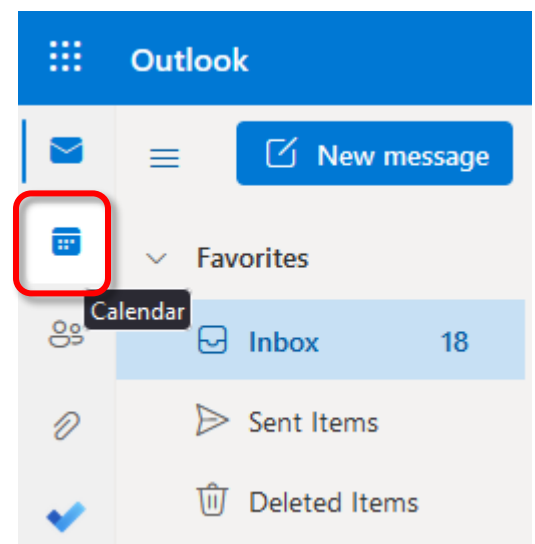 Outlook
New message
Favorites
Calendar
Inbox 18
Sent Items
Deleted Items